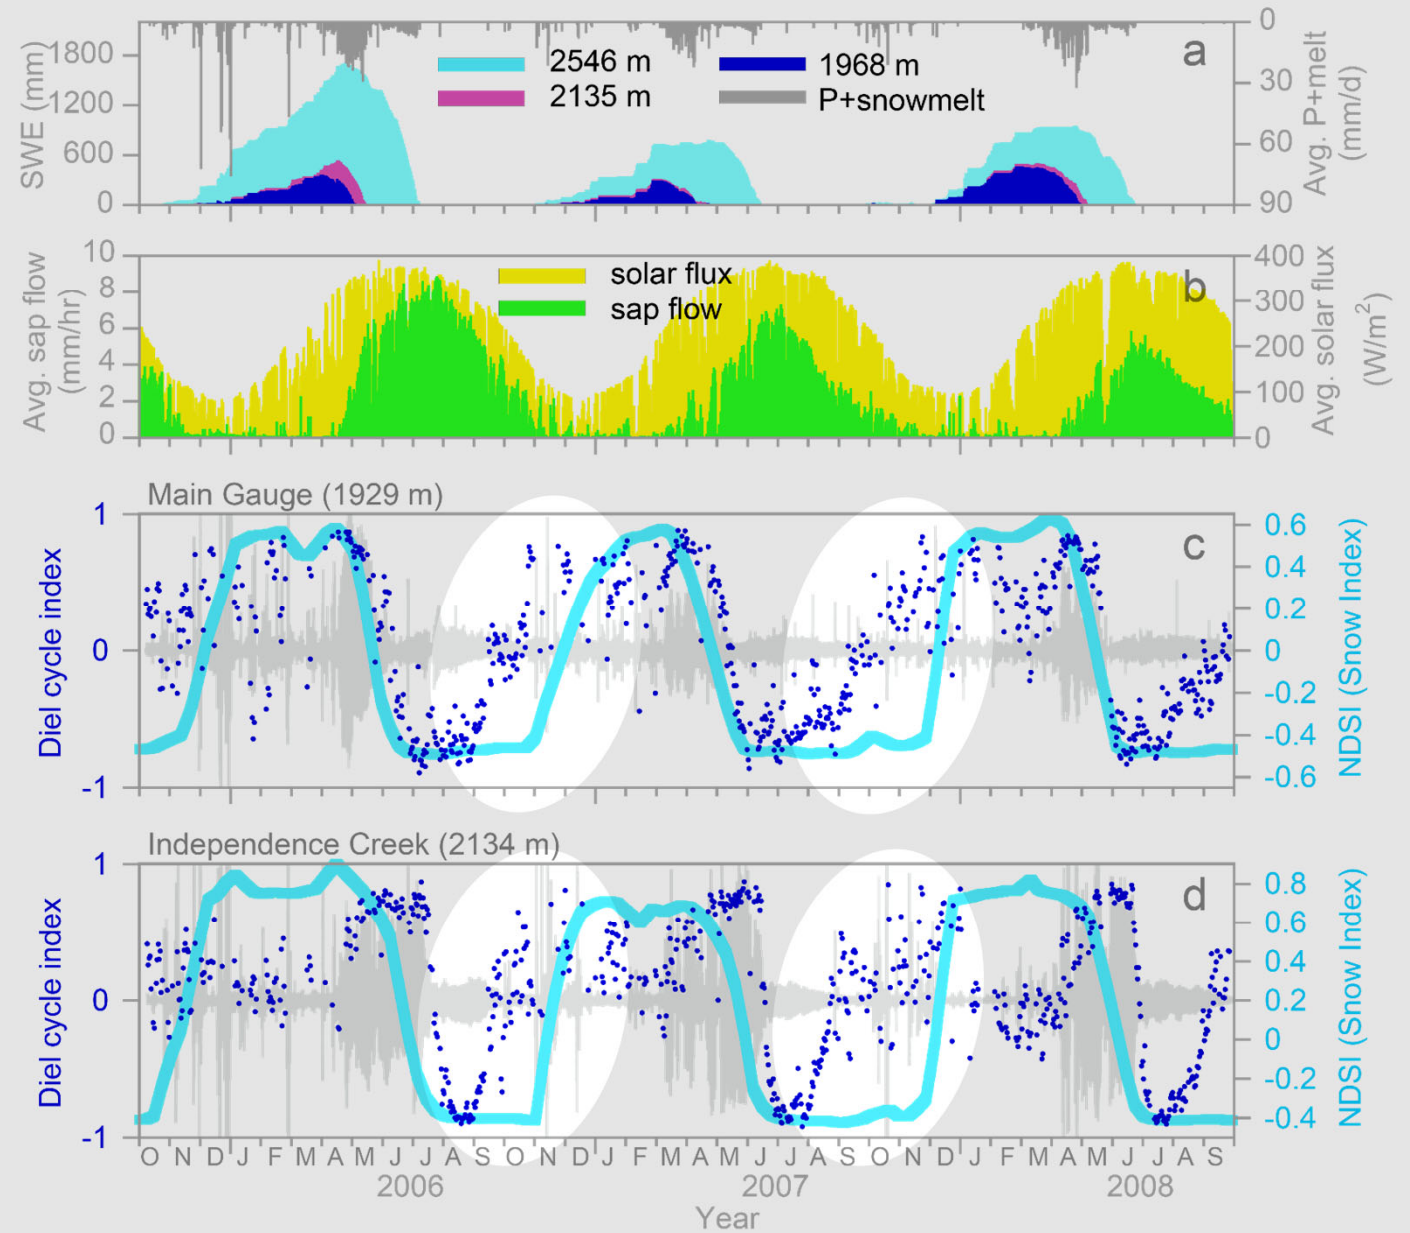 SWE (mm)
1800
1200
600
0
a
2546 m
1968 m
2135 m
P+snowmelt
0
30
60
90
Avg. P+melt
(mm/d)
Avg. sap flow
(mm/hr)
10
8
6
4
2
0
b
solar flux
sap flow
400
300
200
100
0
Avg. solar flux
(W/m²)
Main Gauge (1929 m)
Diel cycle index
1
0
-1
c
0.6
0.4
0.2
0
-0.2
-0.4
-0.6
NDSI (Snow Index)
Independence Creek (2134 m)
Diel cycle index
1
0
-1
d
0.8
0.6
0.4
0.2
0
-0.2
-0.4
NDSI (Snow Index)
O N D J F M A M J J A S O N D J F M A M J J A S O N D J F M A M J J A S
2006 2007 2008
Year